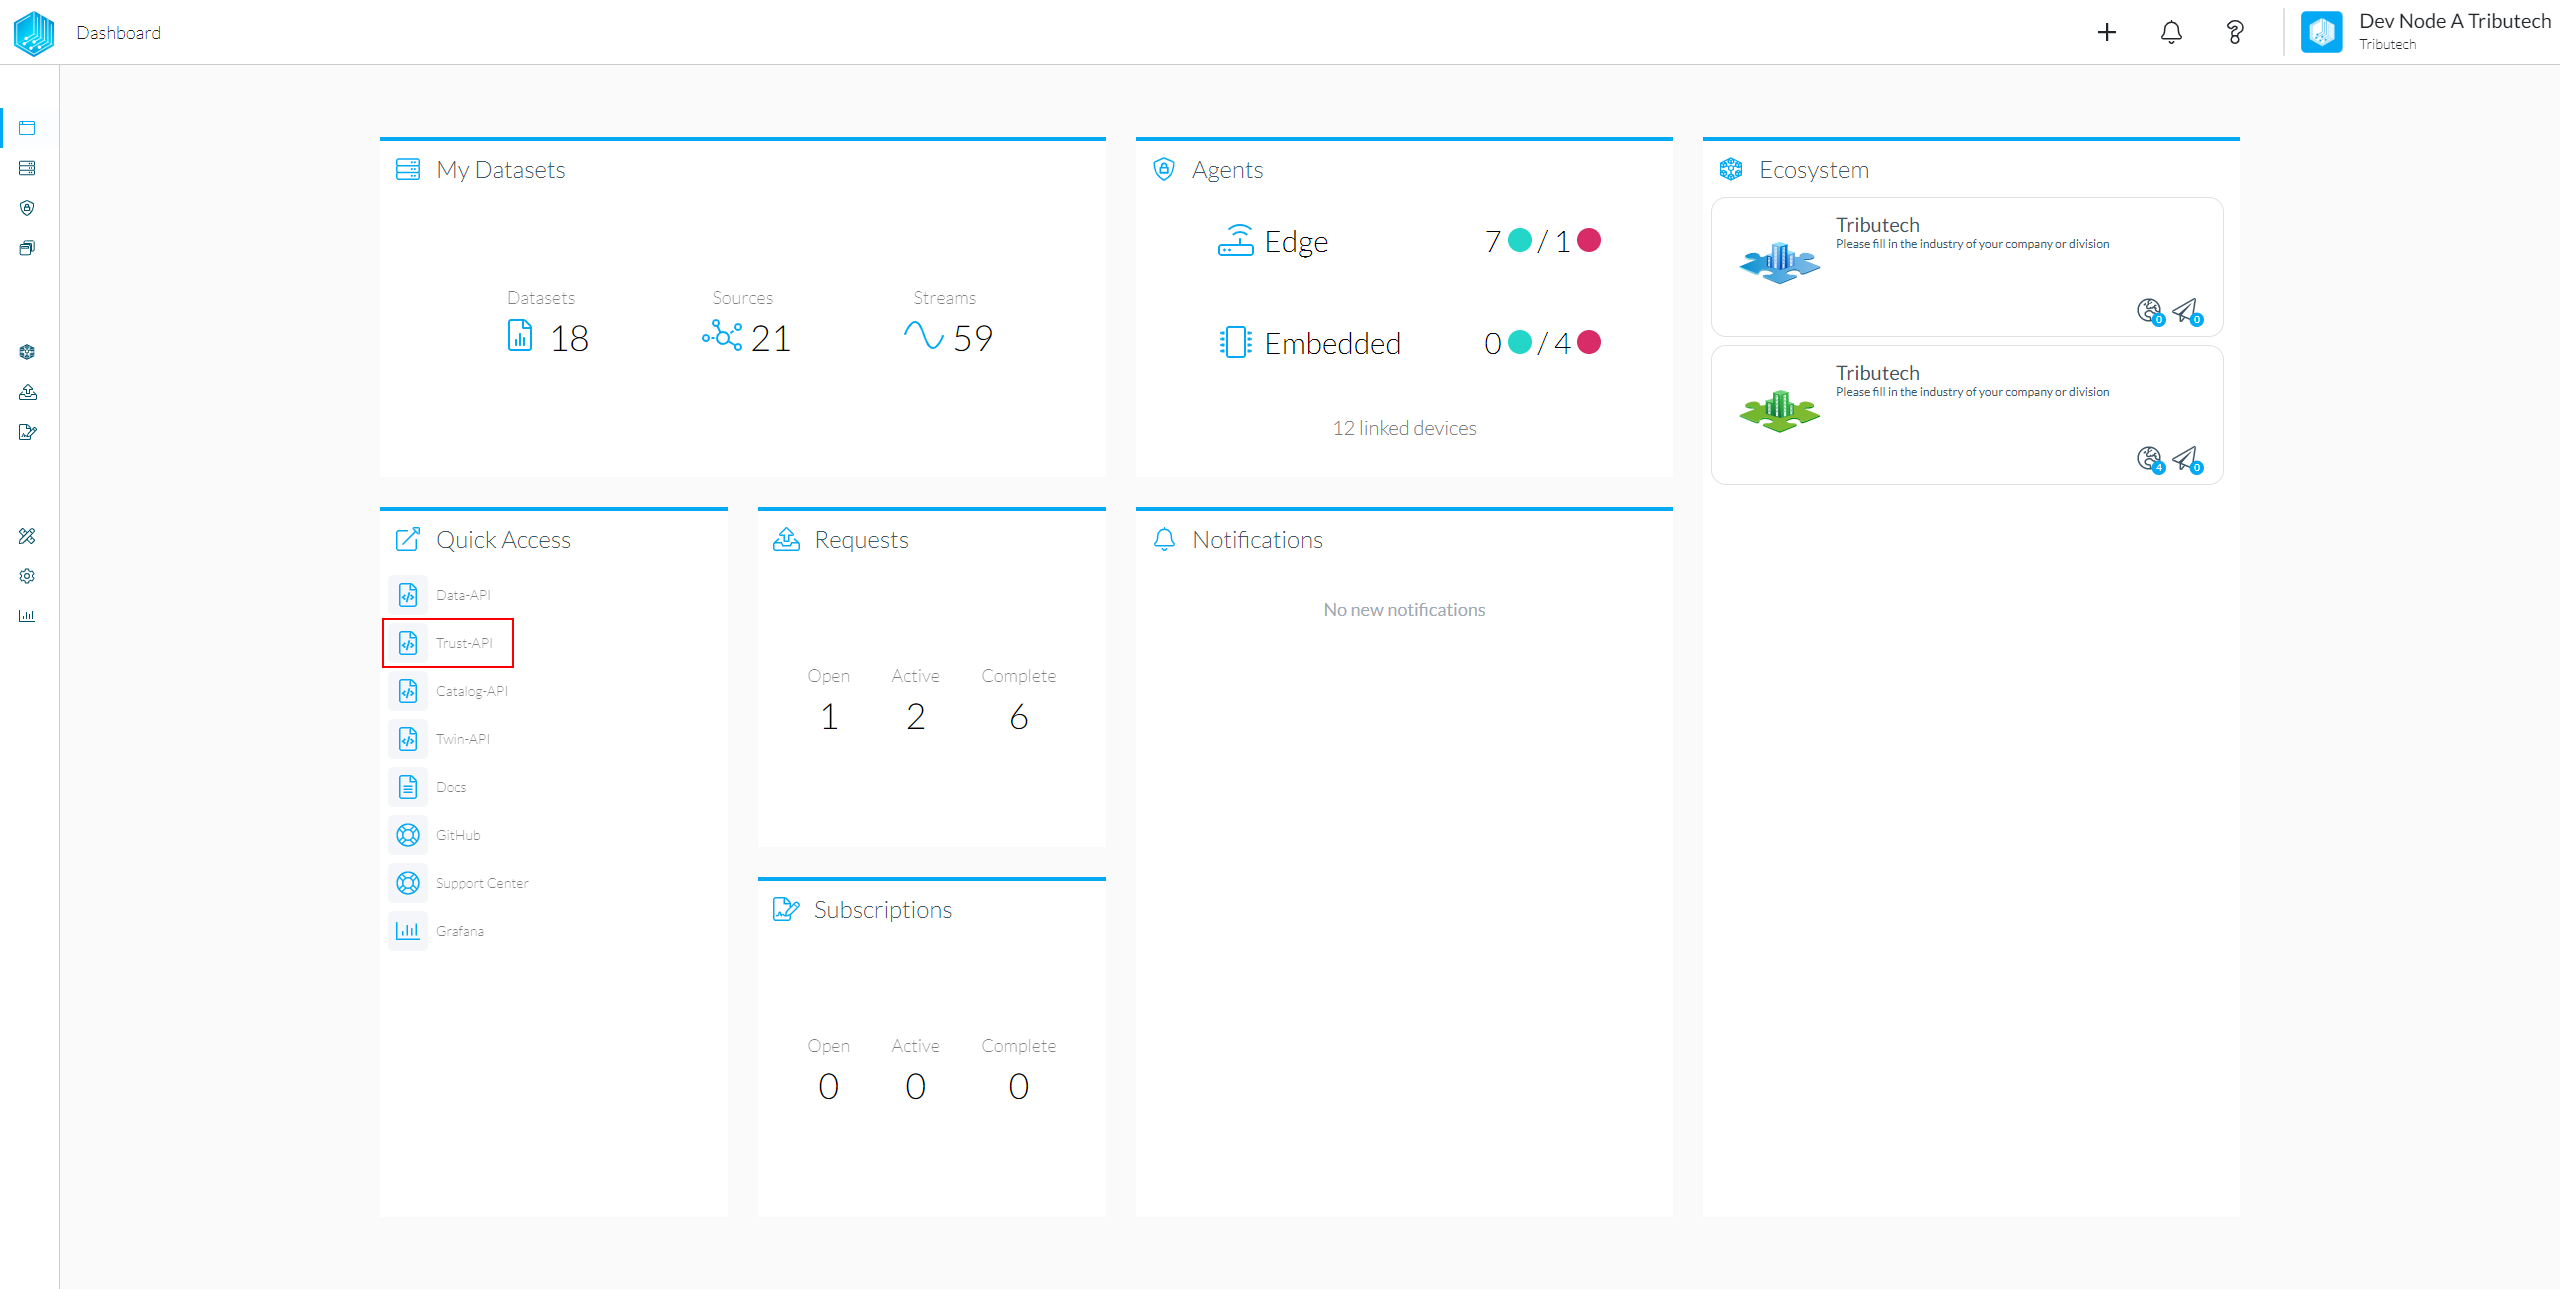 Dashboard
Dev Node A Tributech
Tributech
My Datasets
Datasets
Sources
Streams
18
21
59
Agents
Edge
7 / 1
Embedded
0 / 4
12 linked devices
Ecosystem
Tributech
Please fill in the industry of your company or division
0
0
Tributech
Please fill in the industry of your company or division
4
0
Quick Access
Data-API
Trust-API
Catalog-API
Twin-API
Docs
GitHub
Support Center
Grafana
Requests
Open
Active
Complete
1
2
6
Subscriptions
Open
Active
Complete
0
0
0
Notifications
No new notifications